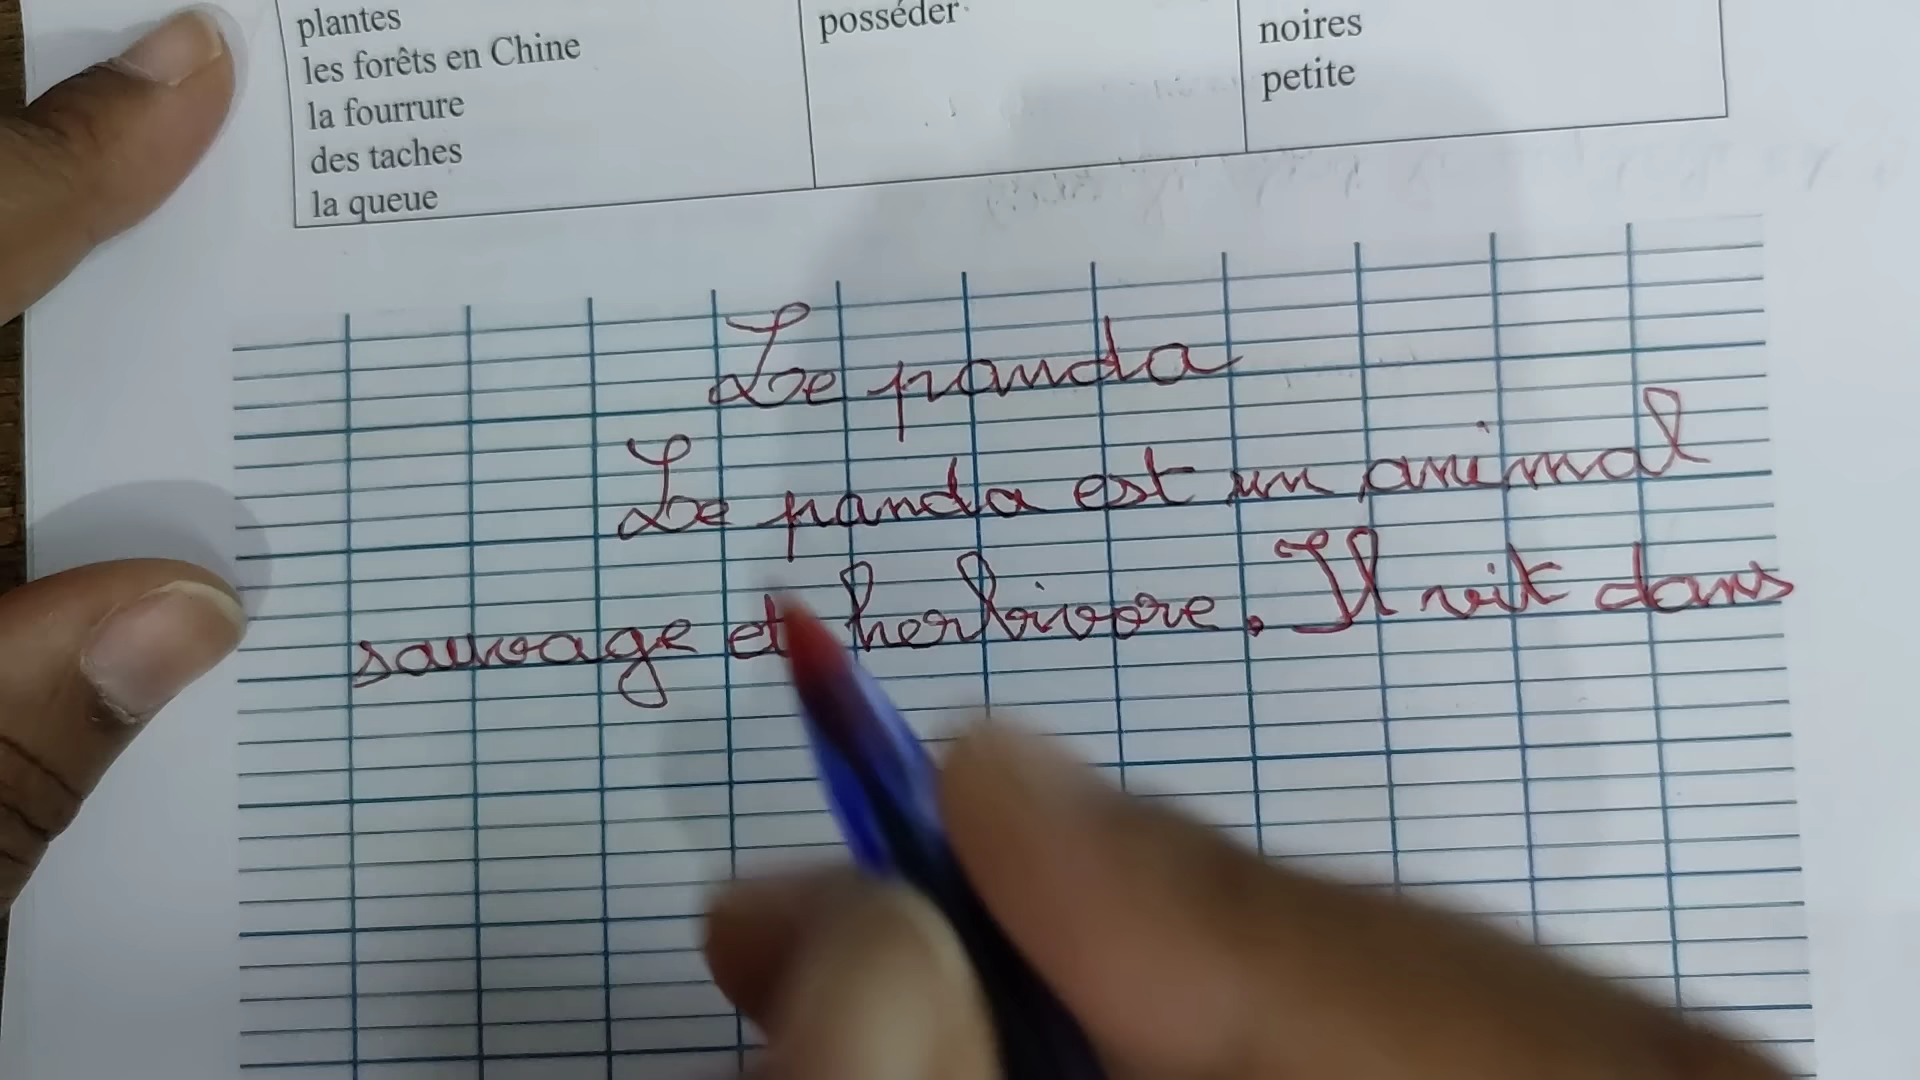 plantes
les forêts en Chine
la fourrure
des taches
la queue
posséder
noires
petite
Le panda
Le panda est un animal
sauvage et herbivore. Il vit dans